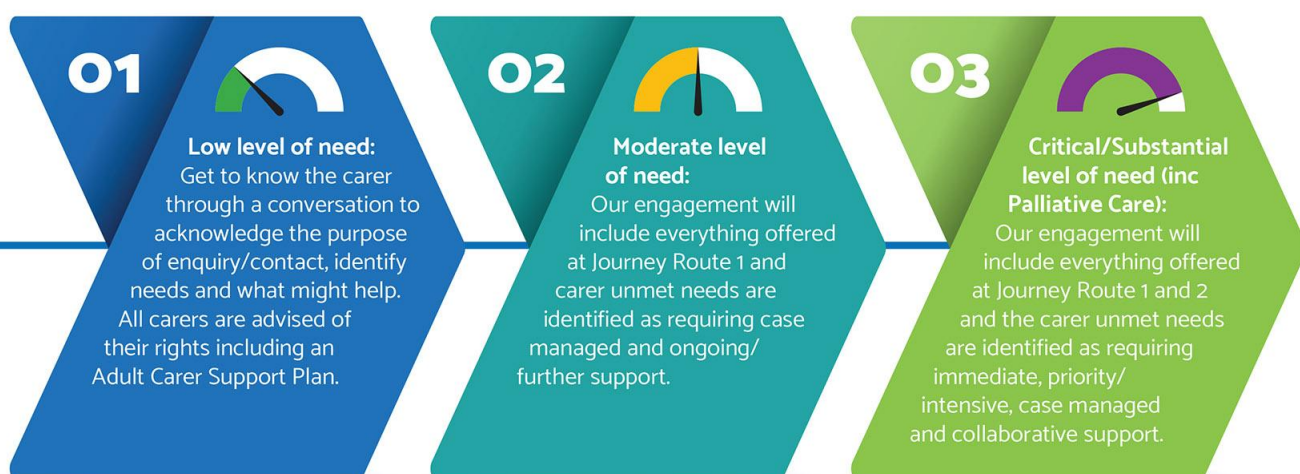 01
Low level of need:
Get to know the carer
through a conversation to
acknowledge the purpose
of enquiry/contact, identify
needs and what might help.
All carers are advised of
their rights including an
Adult Carer Support Plan.
02
Moderate level
of need:
Our engagement will
include everything offered
at Journey Route 1 and
carer unmet needs are
identified as requiring case
managed and ongoing/
further support.
03
Critical/Substantial
level of need (inc
Palliative Care):
Our engagement will
include everything offered
at Journey Route 1 and 2
and the carer unmet needs
are identified as requiring
immediate, priority/
intensive, case managed
and collaborative support.